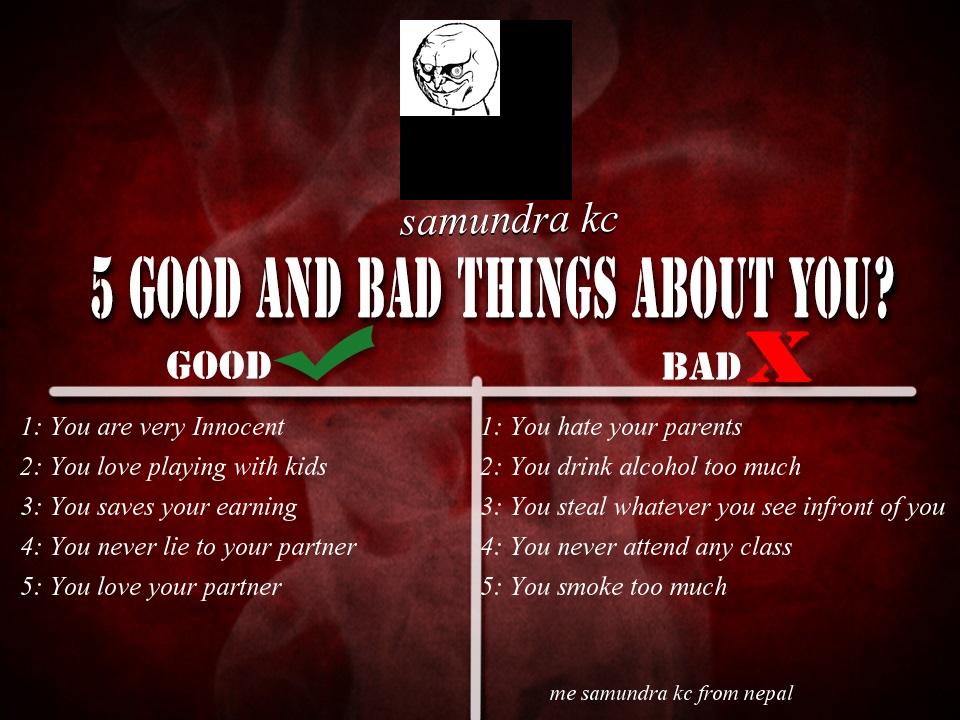 samundra kc
5 GOOD AND BAD THINGS ABOUT YOU?
GOOD
BAD X
1: You are very Innocent
2: You love playing with kids
3: You saves your earning
4: You never lie to your partner
5: You love your partner
1: You hate your parents
2: You drink alcohol too much
3: You steal whatever you see infront of you
4: You never attend any class
5: You smoke too much
me samundra kc from nepal